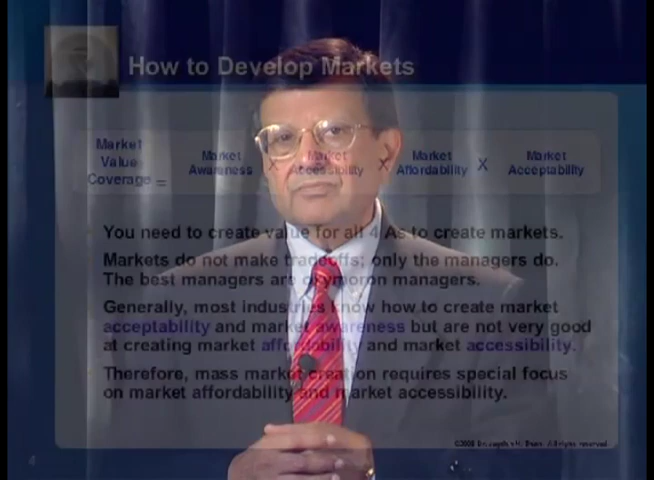 How to Develop Markets
Market Value Coverage = Market Awareness X Market Accessibility X Market Affordability X Market Acceptability
You need to create value for all 4 As to create markets.
Markets do not make tradeoffs; only the managers do.
The best managers are oxymoron managers.
Generally, most industries know how to create market
acceptability and market awareness but are not very good
at creating market affordability and market accessibility.
Therefore, mass market creation requires special focus
on market affordability and market accessibility.
All rights reserved.